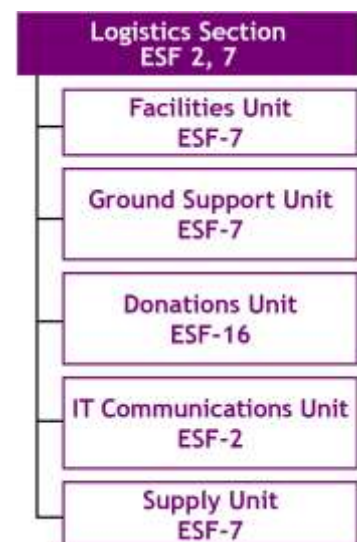 Logistics Section
ESF 2, 7
Facilities Unit
ESF-7
Ground Support Unit
ESF-7
Donations Unit
ESF-16
IT Communications Unit
ESF-2
Supply Unit
ESF-7